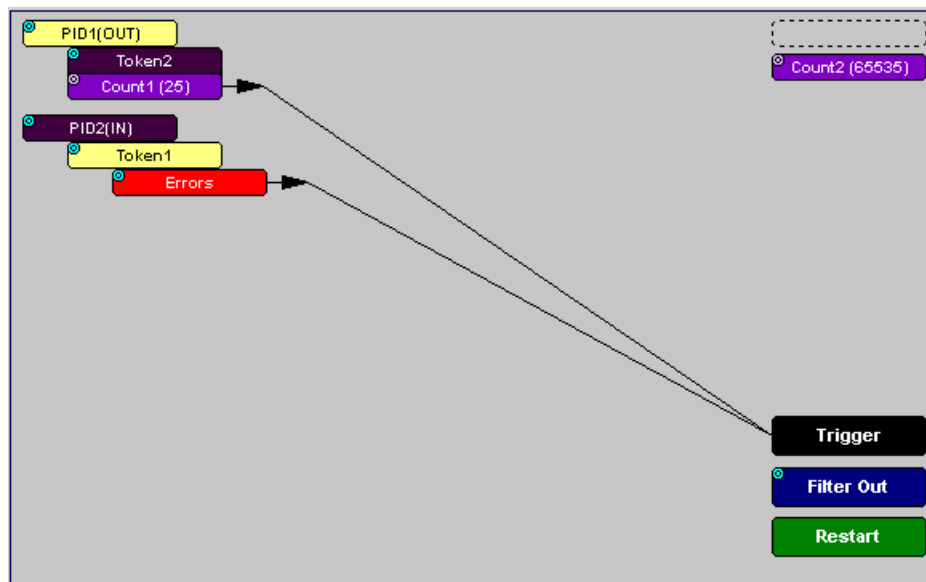 PID1(OUT)
Token2
Count1 (25)
PID2(IN)
Token1
Errors
Count2 (65535)
Trigger
Filter Out
Restart